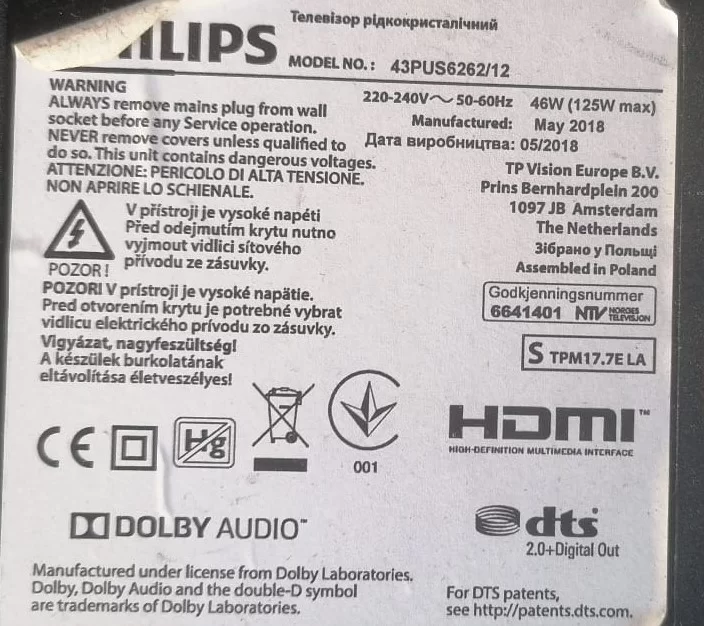 Телевізор рідкокристалічний
PHILIPS
MODEL NO.: 43PUS6262/12
WARNING
ALWAYS remove mains plug from wall
socket before any Service operation.
NEVER remove covers unless qualified to
do so. This unit contains dangerous voltages.
ATTENZIONE: PERICOLO DI ALTA TENSIONE.
NON APRIRE LO SCHIENALE.
220-240V~ 50-60Hz 46W (125W max)
Manufactured: May 2018
Дата виробництва: 05/2018
TP Vision Europe B.V.
Prins Bernhardplein 200
1097 JB Amsterdam
The Netherlands
Зібрано у Польщі
Assembled in Poland
V přístroji je vysoké napětí
Před odejmutím krytu nutno
vyjmout vidlici síťového
přívodu ze zásuvky.
POZOR!
POZOR! V prístroji je vysoké napätie.
Pred otvorením krytu je potrebné vybrat
vidlicu elektrického prívodu zo zásuvky.
Vigyázat, nagyfeszültség!
A készülek burkolatának
eltávolítása életveszélyes!
Godkjenningsnummer
6641401 NTV NORGES TELEVISJON
S TPM17.7E LA
CE
Hg
001
HDMI™
HIGH-DEFINITION MULTIMEDIA INTERFACE
DOLBY AUDIO™
dts
2.0+Digital Out
Manufactured under license from Dolby Laboratories.
Dolby, Dolby Audio and the double-D symbol
are trademarks of Dolby Laboratories.
For DTS patents,
see http://patents.dts.com.